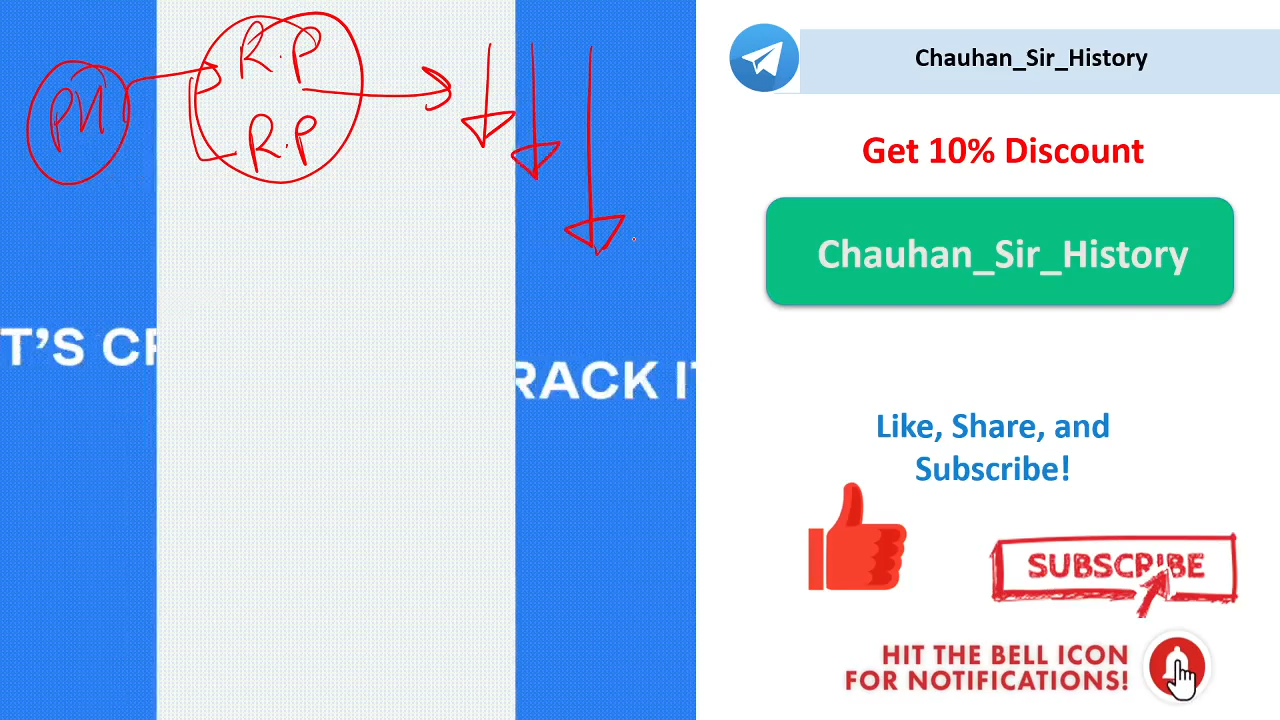 R.P
PM
R.P
T'S CR
RACK IT
Chauhan_Sir_History
Get 10% Discount
Chauhan_Sir_History
Like, Share, and
Subscribe!
SUBSCRIBE
HIT THE BELL ICON
FOR NOTIFICATIONS!